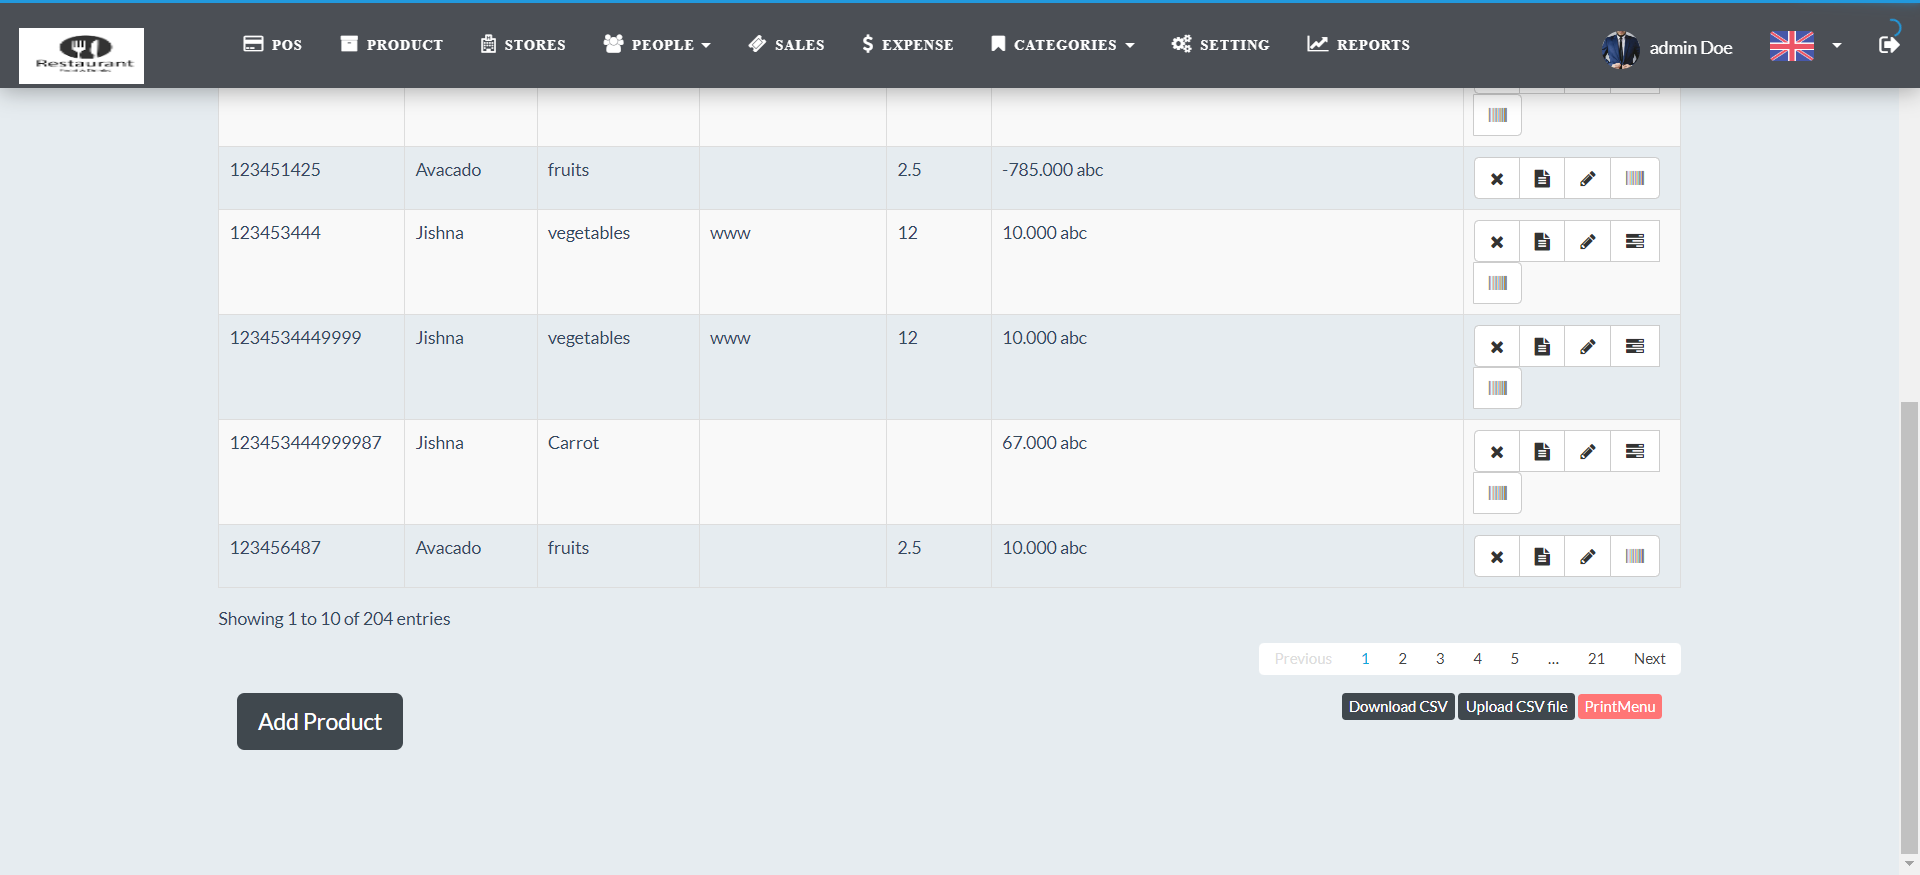 Restaurant
POS PRODUCT STORES PEOPLE SALES EXPENSE CATEGORIES SETTING REPORTS admin Doe
123451425 Avacado fruits 2.5 -785.000 abc
123453444 Jishna vegetables www 12 10.000 abc
1234534449999 Jishna vegetables www 12 10.000 abc
123453444999987 Jishna Carrot 67.000 abc
123456487 Avacado fruits 2.5 10.000 abc
Showing 1 to 10 of 204 entries
Previous 1 2 3 4 5 ... 21 Next
Download CSV Upload CSV file PrintMenu
Add Product